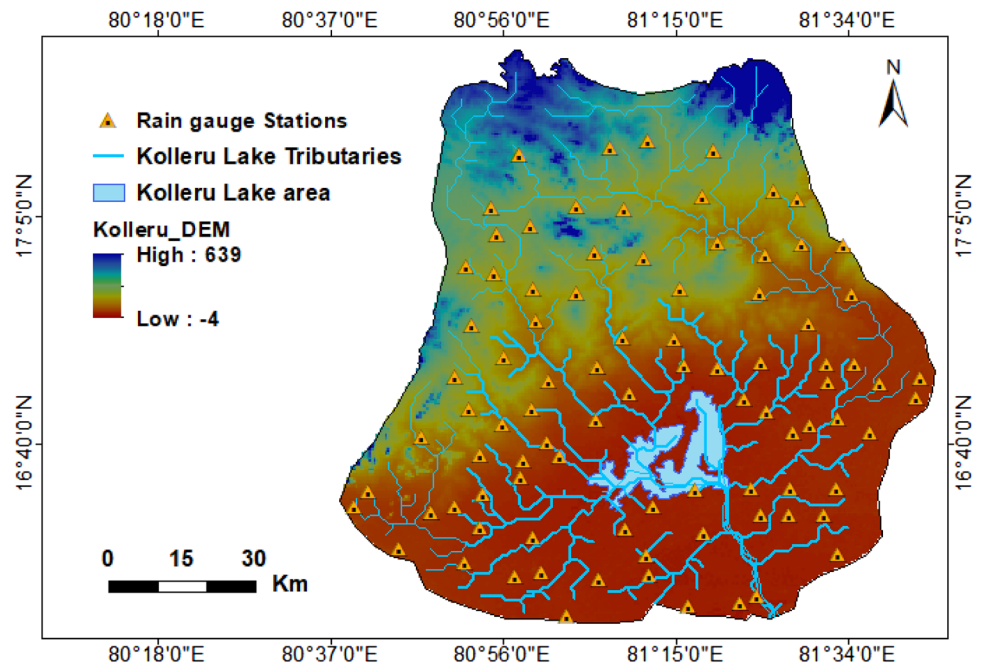 80°18'0"E 80°37'0"E 80°56'0"E 81°15'0"E 81°34'0"E
N
Rain gauge Stations
Kolleru Lake Tributaries
Kolleru Lake area
Kolleru_DEM
High : 639
Low : -4
17°5'0"N
17°5'0"N
16°40'0"N
16°40'0"N
0 15 30
Km
80°18'0"E 80°37'0"E 80°56'0"E 81°15'0"E 81°34'0"E